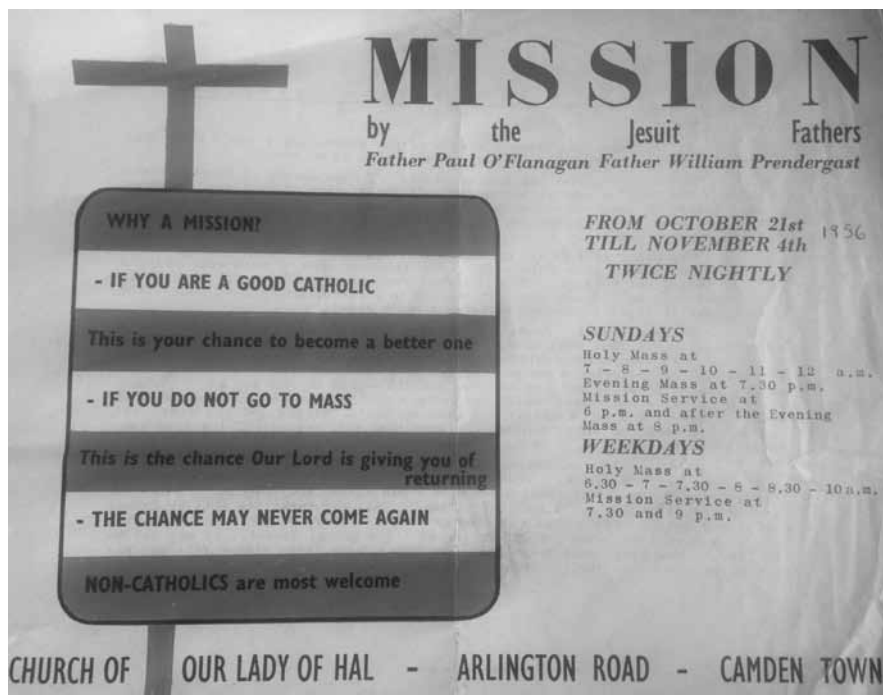 MISSION
by the Jesuit Fathers
Father Paul O'Flanagan Father William Prendergast
WHY A MISSION?
- IF YOU ARE A GOOD CATHOLIC
This is your chance to become a better one
- IF YOU DO NOT GO TO MASS
This is the chance Our Lord is giving you of
returning
- THE CHANCE MAY NEVER COME AGAIN
NON-CATHOLICS are most welcome
FROM OCTOBER 21st
TILL NOVEMBER 4th
1956
TWICE NIGHTLY
SUNDAYS
Holy Mass at
7 - 8 - 9 - 10 - 11 - 12 a.m.
Evening Mass at 7.30 p.m.
Mission Service at
6 p.m. and after the Evening
Mass at 8 p.m.
WEEKDAYS
Holy Mass at
6.30 - 7 - 7.30 - 8 - 8.30 - 10 a.m.
Mission Service at
7.30 and 9 p.m.
CHURCH OF OUR LADY OF HAL - ARLINGTON ROAD - CAMDEN TOWN